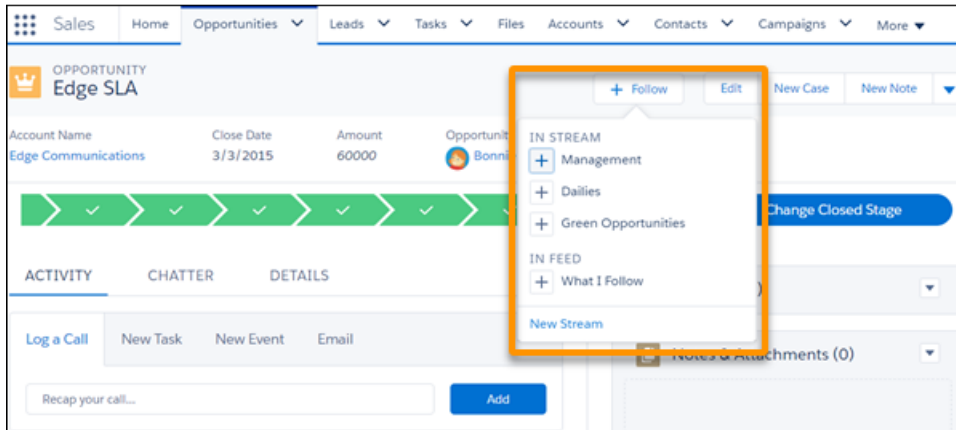 Sales Home Opportunities Leads Tasks Files Accounts Contacts Campaigns More
OPPORTUNITY
Edge SLA
+ Follow Edit New Case New Note
Account Name Close Date Amount
Edge Communications 3/3/2015 60000
IN STREAM
+ Management
+ Dailies
+ Green Opportunities
Change Closed Stage
IN FEED
+ What I Follow
New Stream
ACTIVITY CHATTER DETAILS
Log a Call New Task New Event Email
Notes & Attachments (0)
Recap your call... Add